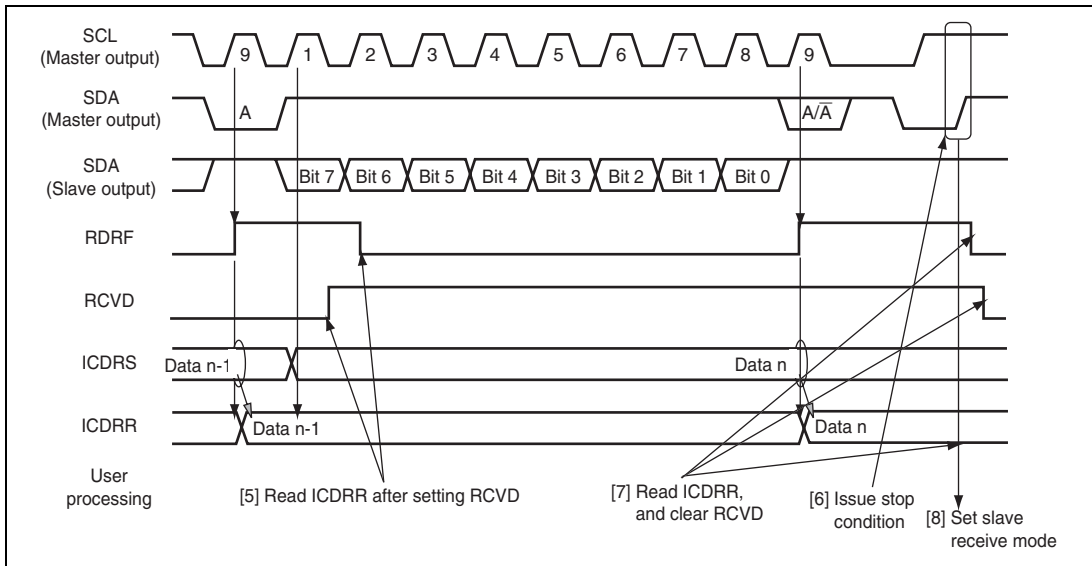 SCL
(Master output)
9 1 2 3 4 5 6 7 8 9
SDA
(Master output)
A A/A̅
SDA
(Slave output)
Bit 7 Bit 6 Bit 5 Bit 4 Bit 3 Bit 2 Bit 1 Bit 0
RDRF
RCVD
ICDRS
Data n-1 Data n
ICDRR
Data n-1 Data n
User
processing
[5] Read ICDRR after setting RCVD
[7] Read ICDRR,
and clear RCVD
[6] Issue stop
condition
[8] Set slave
receive mode